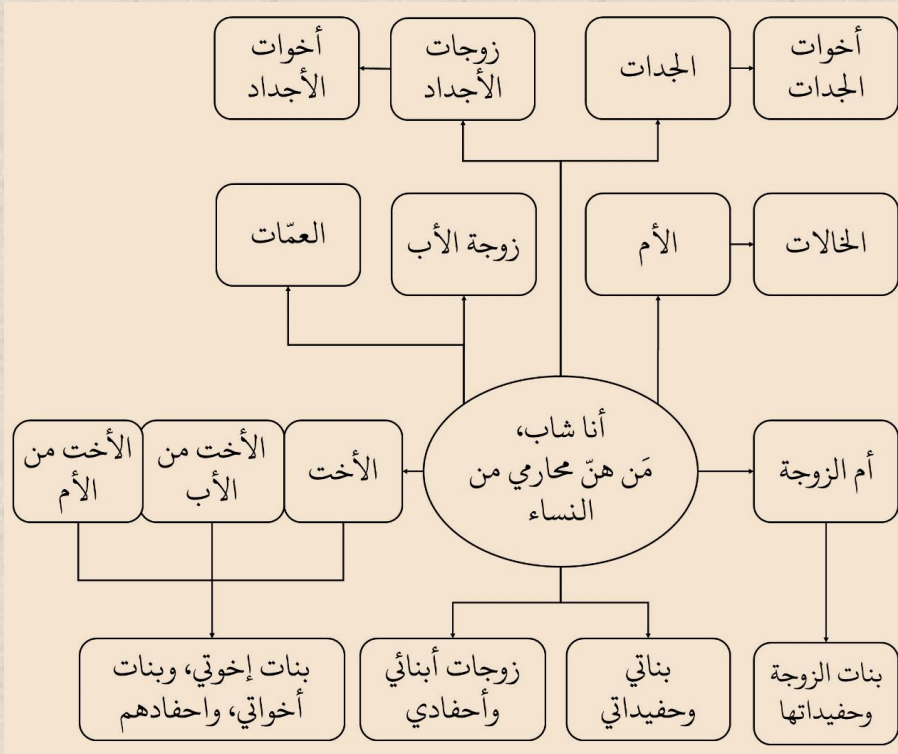 أخوات
الجدات
الجدات
زوجات
الأجداد
أخوات
الأجداد
الخالات
الأم
زوجة الأب
العمّات
أنا شاب،
مَن هنّ محارمي من
النساء
أم الزوجة
الأخت
الأخت من
الأب
الأخت من
الأم
بنات الزوجة
وحفيداتها
بناتي
وحفيداتي
زوجات أبنائي
وأحفادي
بنات إخوتي، وبنات
أخواتي، واحفادهم